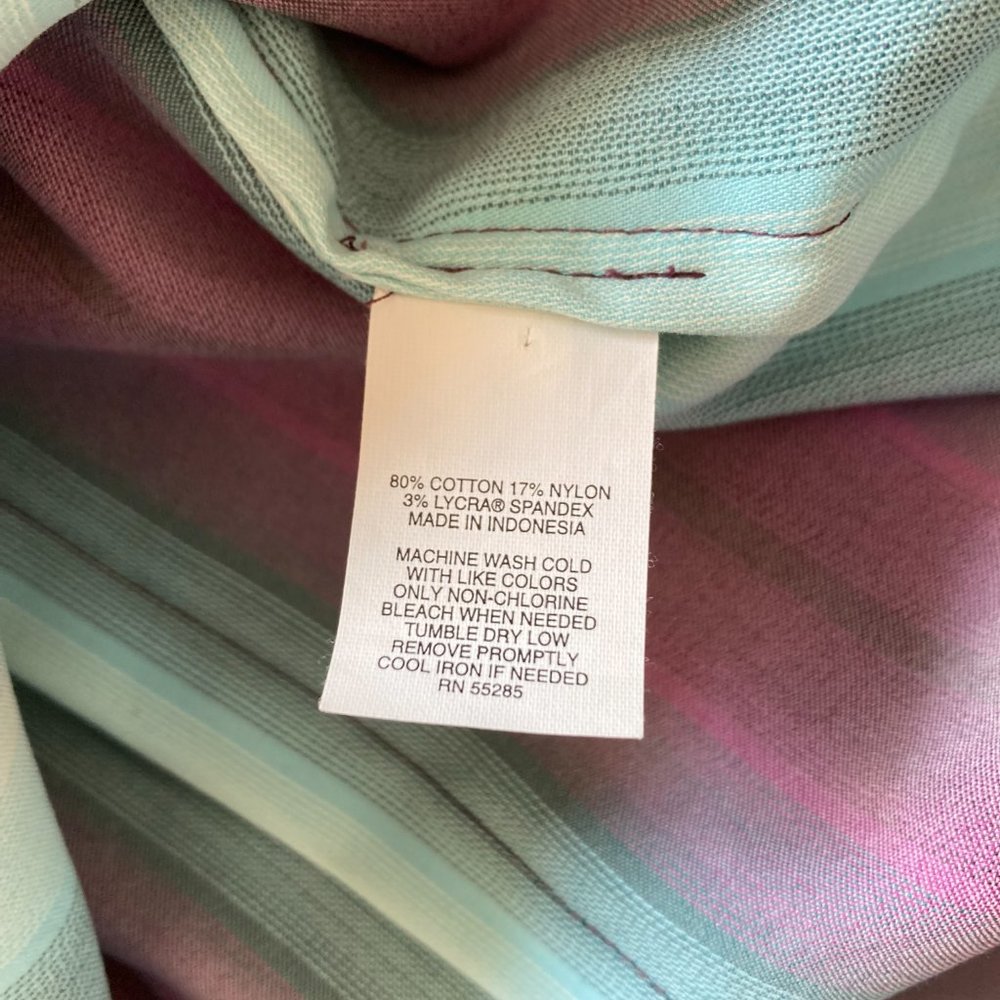 80% COTTON 17% NYLON
3% LYCRA® SPANDEX
MADE IN INDONESIA
MACHINE WASH COLD
WITH LIKE COLORS
ONLY NON-CHLORINE
BLEACH WHEN NEEDED
TUMBLE DRY LOW
REMOVE PROMPTLY
COOL IRON IF NEEDED
RN 55285